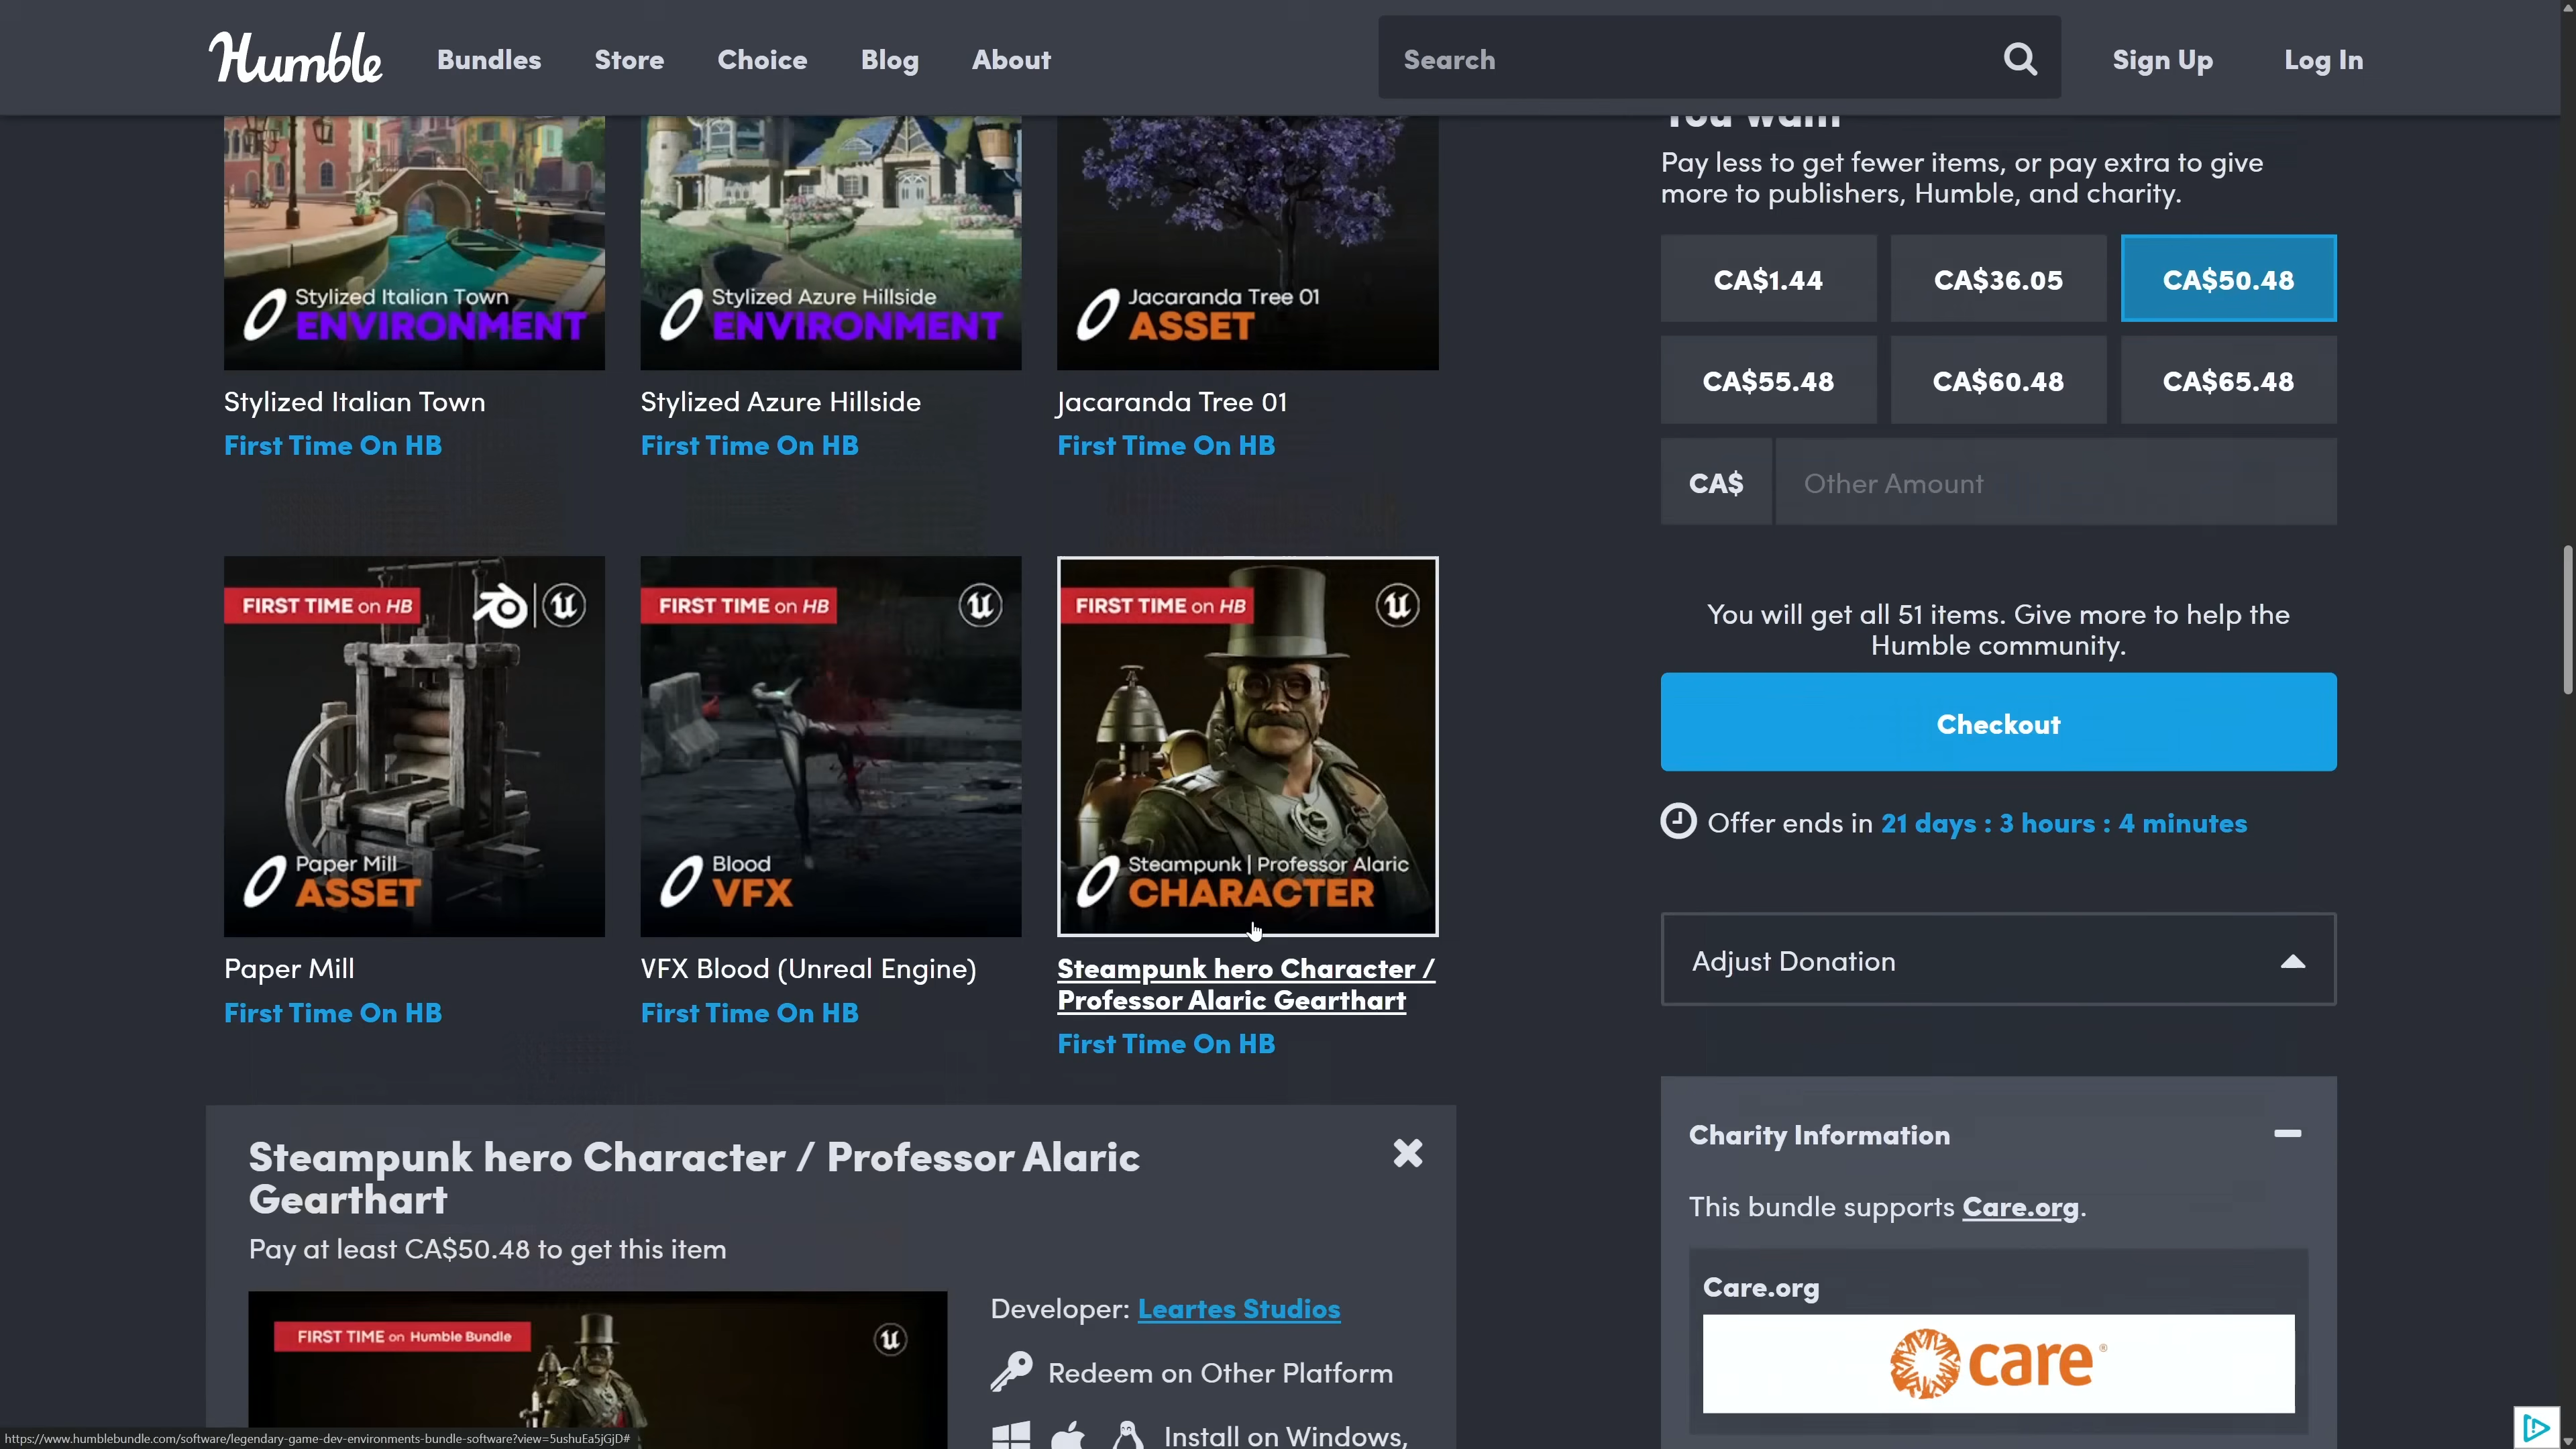 Humble
Bundles
Store
Choice
Blog
About
Search
Sign Up
Log In
Stylized Italian Town
ENVIRONMENT
Stylized Azure Hillside
ENVIRONMENT
Jacaranda Tree 01
ASSET
Stylized Italian Town
First Time On HB
Stylized Azure Hillside
First Time On HB
Jacaranda Tree 01
First Time On HB
FIRST TIME on HB
Paper Mill
ASSET
FIRST TIME on HB
Blood
VFX
FIRST TIME on HB
Steampunk | Professor Alaric
CHARACTER
Paper Mill
First Time On HB
VFX Blood (Unreal Engine)
First Time On HB
Steampunk hero Character /
Professor Alaric Gearthart
First Time On HB
Steampunk hero Character / Professor Alaric
Gearthart
Pay at least CA$50.48 to get this item
FIRST TIME on Humble Bundle
Developer: Leartes Studios
Redeem on Other Platform
Install on Windows,
You want
Pay less to get fewer items, or pay extra to give
more to publishers, Humble, and charity.
CA$1.44
CA$36.05
CA$50.48
CA$55.48
CA$60.48
CA$65.48
CA$
Other Amount
You will get all 51 items. Give more to help the
Humble community.
Checkout
Offer ends in 21 days : 3 hours : 4 minutes
Adjust Donation
Charity Information
This bundle supports Care.org.
Care.org
care®
https://www.humblebundle.com/software/legendary-game-dev-environments-bundle-software?view=5ushuEa5jGjD#